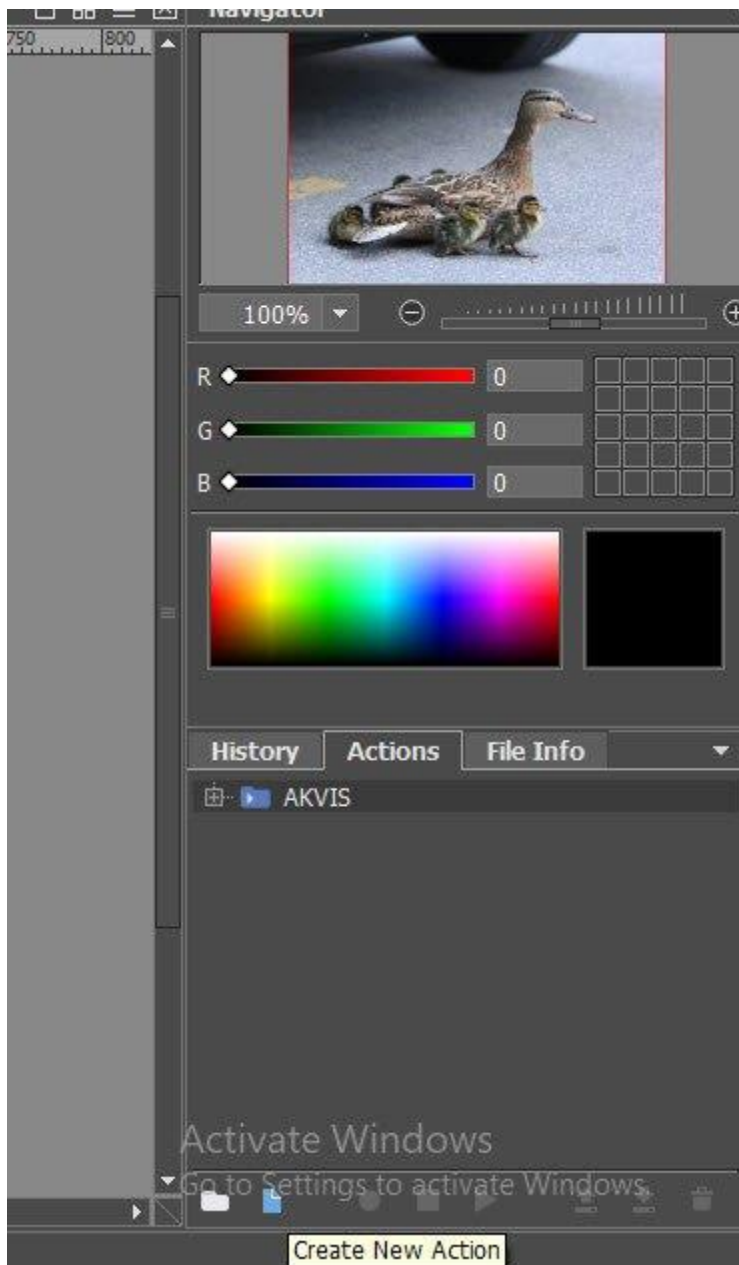 Navigator
750 800
100%
R 0
G 0
B 0
History Actions File Info
AKVIS
Activate Windows
Go to Settings to activate Windows.
Create New Action